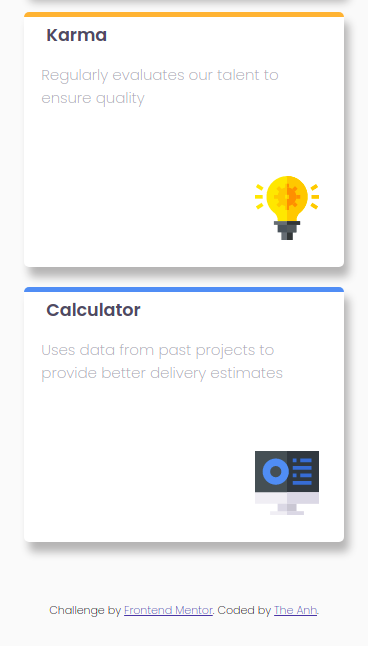 Karma
Regularly evaluates our talent to
ensure quality
Calculator
Uses data from past projects to
provide better delivery estimates
Challenge by Frontend Mentor. Coded by The Anh.